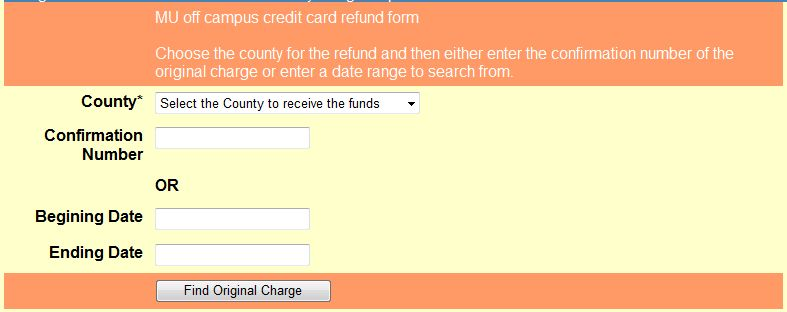 MU off campus credit card refund form
Choose the county for the refund and then either enter the confirmation number of the
original charge or enter a date range to search from.
County*
Select the County to receive the funds
Confirmation
Number
OR
Begining Date
Ending Date
Find Original Charge